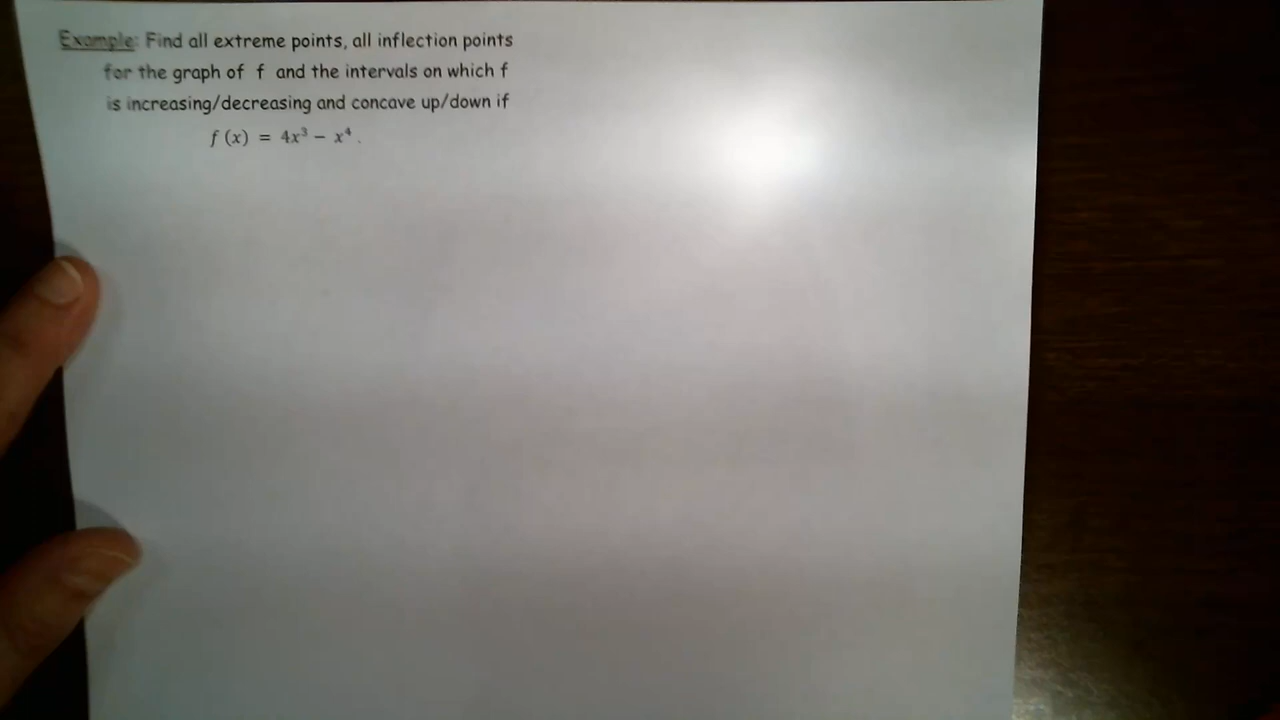 Example: Find all extreme points, all inflection points
for the graph of f and the intervals on which f
is increasing/decreasing and concave up/down if
f (x) = 4x³ − x⁴ .